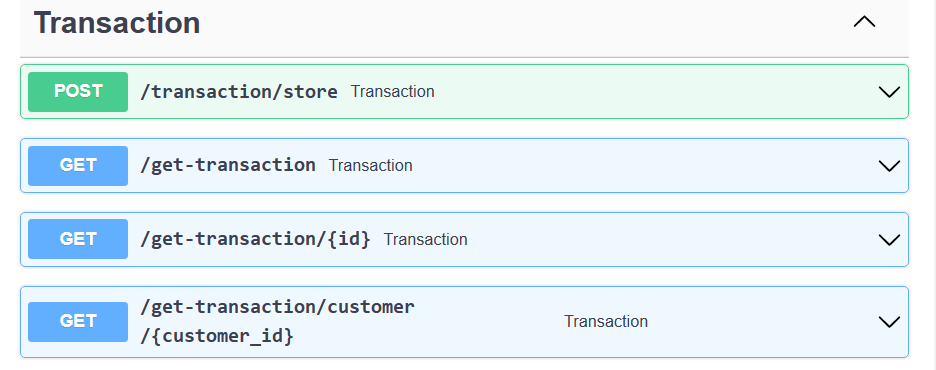 Transaction
POST /transaction/store Transaction
GET /get-transaction Transaction
GET /get-transaction/{id} Transaction
GET /get-transaction/customer
/{customer_id} Transaction